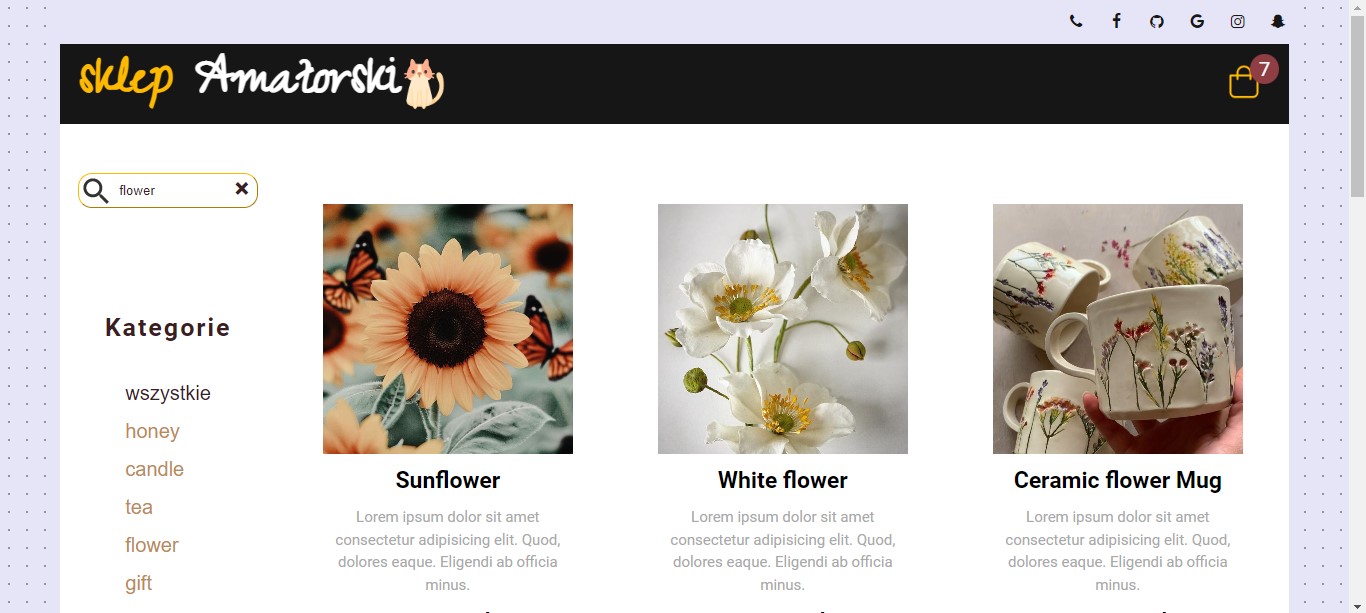 sklep Amatorski
7
flower
Kategorie
wszystkie
honey
candle
tea
flower
gift
Sunflower
Lorem ipsum dolor sit amet
consectetur adipisicing elit. Quod,
dolores eaque. Eligendi ab officia
minus.
White flower
Lorem ipsum dolor sit amet
consectetur adipisicing elit. Quod,
dolores eaque. Eligendi ab officia
minus.
Ceramic flower Mug
Lorem ipsum dolor sit amet
consectetur adipisicing elit. Quod,
dolores eaque. Eligendi ab officia
minus.